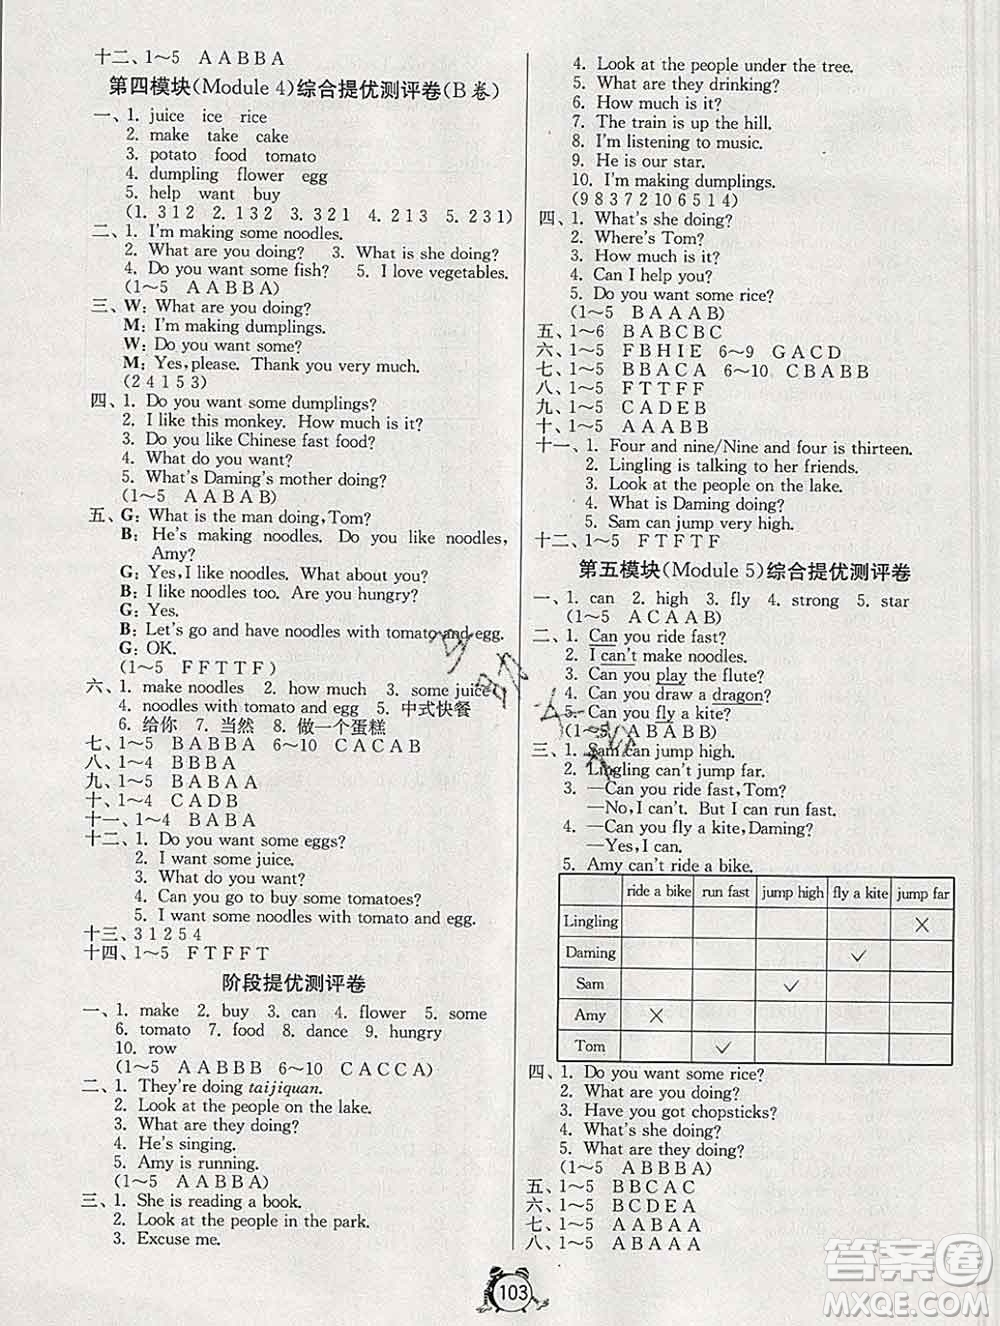 十二、1～5 A A B B A
第四模块(Module 4)综合提优测评卷(B卷)
一、1. juice ice rice
2. make take cake
3. potato food tomato
4. dumpling flower egg
5. help want buy
(1. 3 1 2 2. 1 3 2 3. 3 2 1 4. 2 1 3 5. 2 3 1)
二、1. I'm making some noodles.
2. What are you doing? 3. What is she doing?
4. Do you want some fish? 5. I love vegetables.
(1～5 A A B B A)
三、W: What are you doing?
M: I'm making dumplings.
W: Do you want some?
M: Yes, please. Thank you very much.
(2 4 1 5 3)
四、1. Do you want some dumplings?
2. I like this monkey. How much is it?
3. Do you like Chinese fast food?
4. What do you want?
5. What's Daming's mother doing?
(1～5 A A B A B)
五、G: What is the man doing, Tom?
B: He's making noodles. Do you like noodles,
Amy?
G: Yes, I like noodles. What about you?
B: I like noodles too. Are you hungry?
G: Yes.
B: Let's go and have noodles with tomato and egg.
G: OK.
(1～5 F F T T F)
六、1. make noodles 2. how much 3. some juice
4. noodles with tomato and egg 5. 中式快餐
6. 给你 7. 当然 8. 做一个蛋糕
七、1～5 B A B B A 6～10 C A C A B
八、1～4 B B B A
九、1～5 B A B A A
十、1～4 C A D B
十一、1～4 B A B A
十二、1. Do you want some eggs?
2. I want some juice.
3. What do you want?
4. Can you go to buy some tomatoes?
5. I want some noodles with tomato and egg.
十三、3 1 2 5 4
十四、1～5 F T F F T
阶段提优测评卷
一、1. make 2. buy 3. can 4. flower 5. some
6. tomato 7. food 8. dance 9. hungry
10. row
(1～5 A A B B B 6～10 C A C C A)
二、1. They're doing taijiquan.
2. Look at the people on the lake.
3. What are they doing?
4. He's singing.
5. Amy is running.
(1～5 A A B B A)
三、1. She is reading a book.
2. Look at the people in the park.
3. Excuse me.
4. Look at the people under the tree.
5. What are they drinking?
6. How much is it?
7. The train is up the hill.
8. I'm listening to music.
9. He is our star.
10. I'm making dumplings.
(9 8 3 7 2 10 6 5 1 4)
四、1. What's she doing?
2. Where's Tom?
3. How much is it?
4. Can I help you?
5. Do you want some rice?
(1～5 B A A A B)
五、1～6 B A B C B C
六、1～5 F B H I E 6～9 G A C D
七、1～5 B B A C A 6～10 C B A B B
八、1～5 F T T F F
九、1～5 C A D E B
十、1～5 A A A B B
十一、1. Four and nine/Nine and four is thirteen.
2. Lingling is talking to her friends.
3. Look at the people on the lake.
4. What is Daming doing?
5. Sam can jump very high.
十二、1～5 F T F T F
第五模块(Module 5)综合提优测评卷
一、1. can 2. high 3. fly 4. strong 5. star
(1～5 A C A A B)
二、1. Can you ride fast?
2. I can't make noodles.
3. Can you play the flute?
4. Can you draw a dragon?
5. Can you fly a kite?
(1～5 A B A B B)
三、1. Sam can jump high.
2. Lingling can't jump far.
3. —Can you ride fast, Tom?
—No, I can't. But I can run fast.
4. —Can you fly a kite, Daming?
—Yes, I can.
5. Amy can't ride a bike.
ride a bike run fast jump high fly a kite jump far
Lingling ×
Daming ✓
Sam ✓
Amy ×
Tom ✓
四、1. Do you want some rice?
2. What are you doing?
3. Have you got chopsticks?
4. What's she doing?
5. What are they doing?
(1～5 A B B B A)
五、1～5 B B C A C
六、1～5 B C D E A
七、1～5 A A B A A
八、1～5 A B A A A
103
答案圈
MXQE.COM